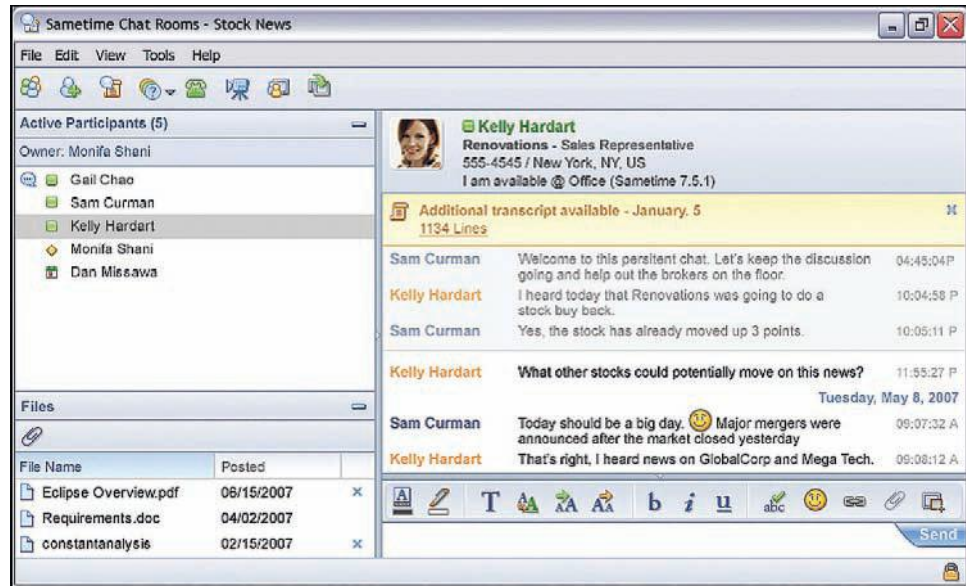 Sametime Chat Rooms - Stock News
File Edit View Tools Help
Active Participants (5)
Owner: Monifa Shani
Gail Chao
Sam Curman
Kelly Hardart
Monifa Shani
Dan Missawa
Files
File Name Posted
Eclipse Overview.pdf 06/15/2007
Requirements.doc 04/02/2007
constantanalysis 02/15/2007
Kelly Hardart
Renovations - Sales Representative
555-4545 / New York, NY, US
I am available @ Office (Sametime 7.5.1)
Additional transcript available - January. 5
1134 Lines
Sam Curman Welcome to this persitent chat. Let's keep the discussion 04:45:04P
going and help out the brokers on the floor.
Kelly Hardart I heard today that Renovations was going to do a 10:04:58 P
stock buy back.
Sam Curman Yes, the stock has already moved up 3 points. 10:05:11 P
Kelly Hardart What other stocks could potentially move on this news? 11:55:27 P
Tuesday, May 8, 2007
Sam Curman Today should be a big day. Major mergers were 09:07:32 A
announced after the market closed yesterday
Kelly Hardart That's right, I heard news on GlobalCorp and Mega Tech. 09:08:12 A
A T AA AA AA b i u abc
Send